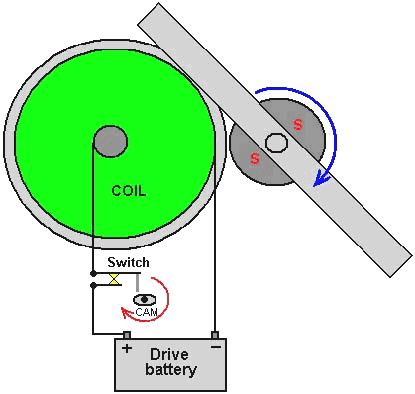 S
S
COIL
Switch
CAM
+ −
Drive
battery